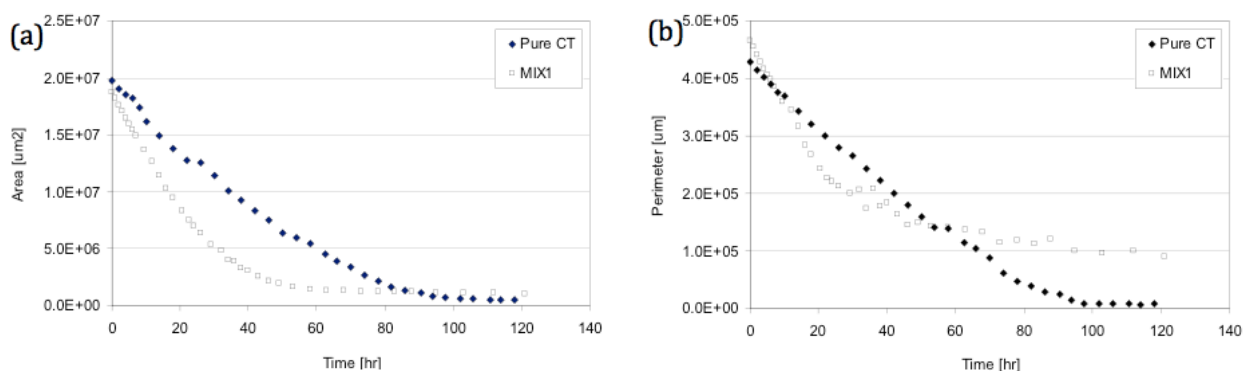 (a)
2.5E+07
2.0E+07
1.5E+07
1.0E+07
5.0E+06
0.0E+00
Area [um2]
Pure CT
MIX1
0 20 40 60 80 100 120 140
Time [hr]
(b)
5.0E+05
4.0E+05
3.0E+05
2.0E+05
1.0E+05
0.0E+00
Perimeter [um]
Pure CT
MIX1
0 20 40 60 80 100 120 140
Time [hr]